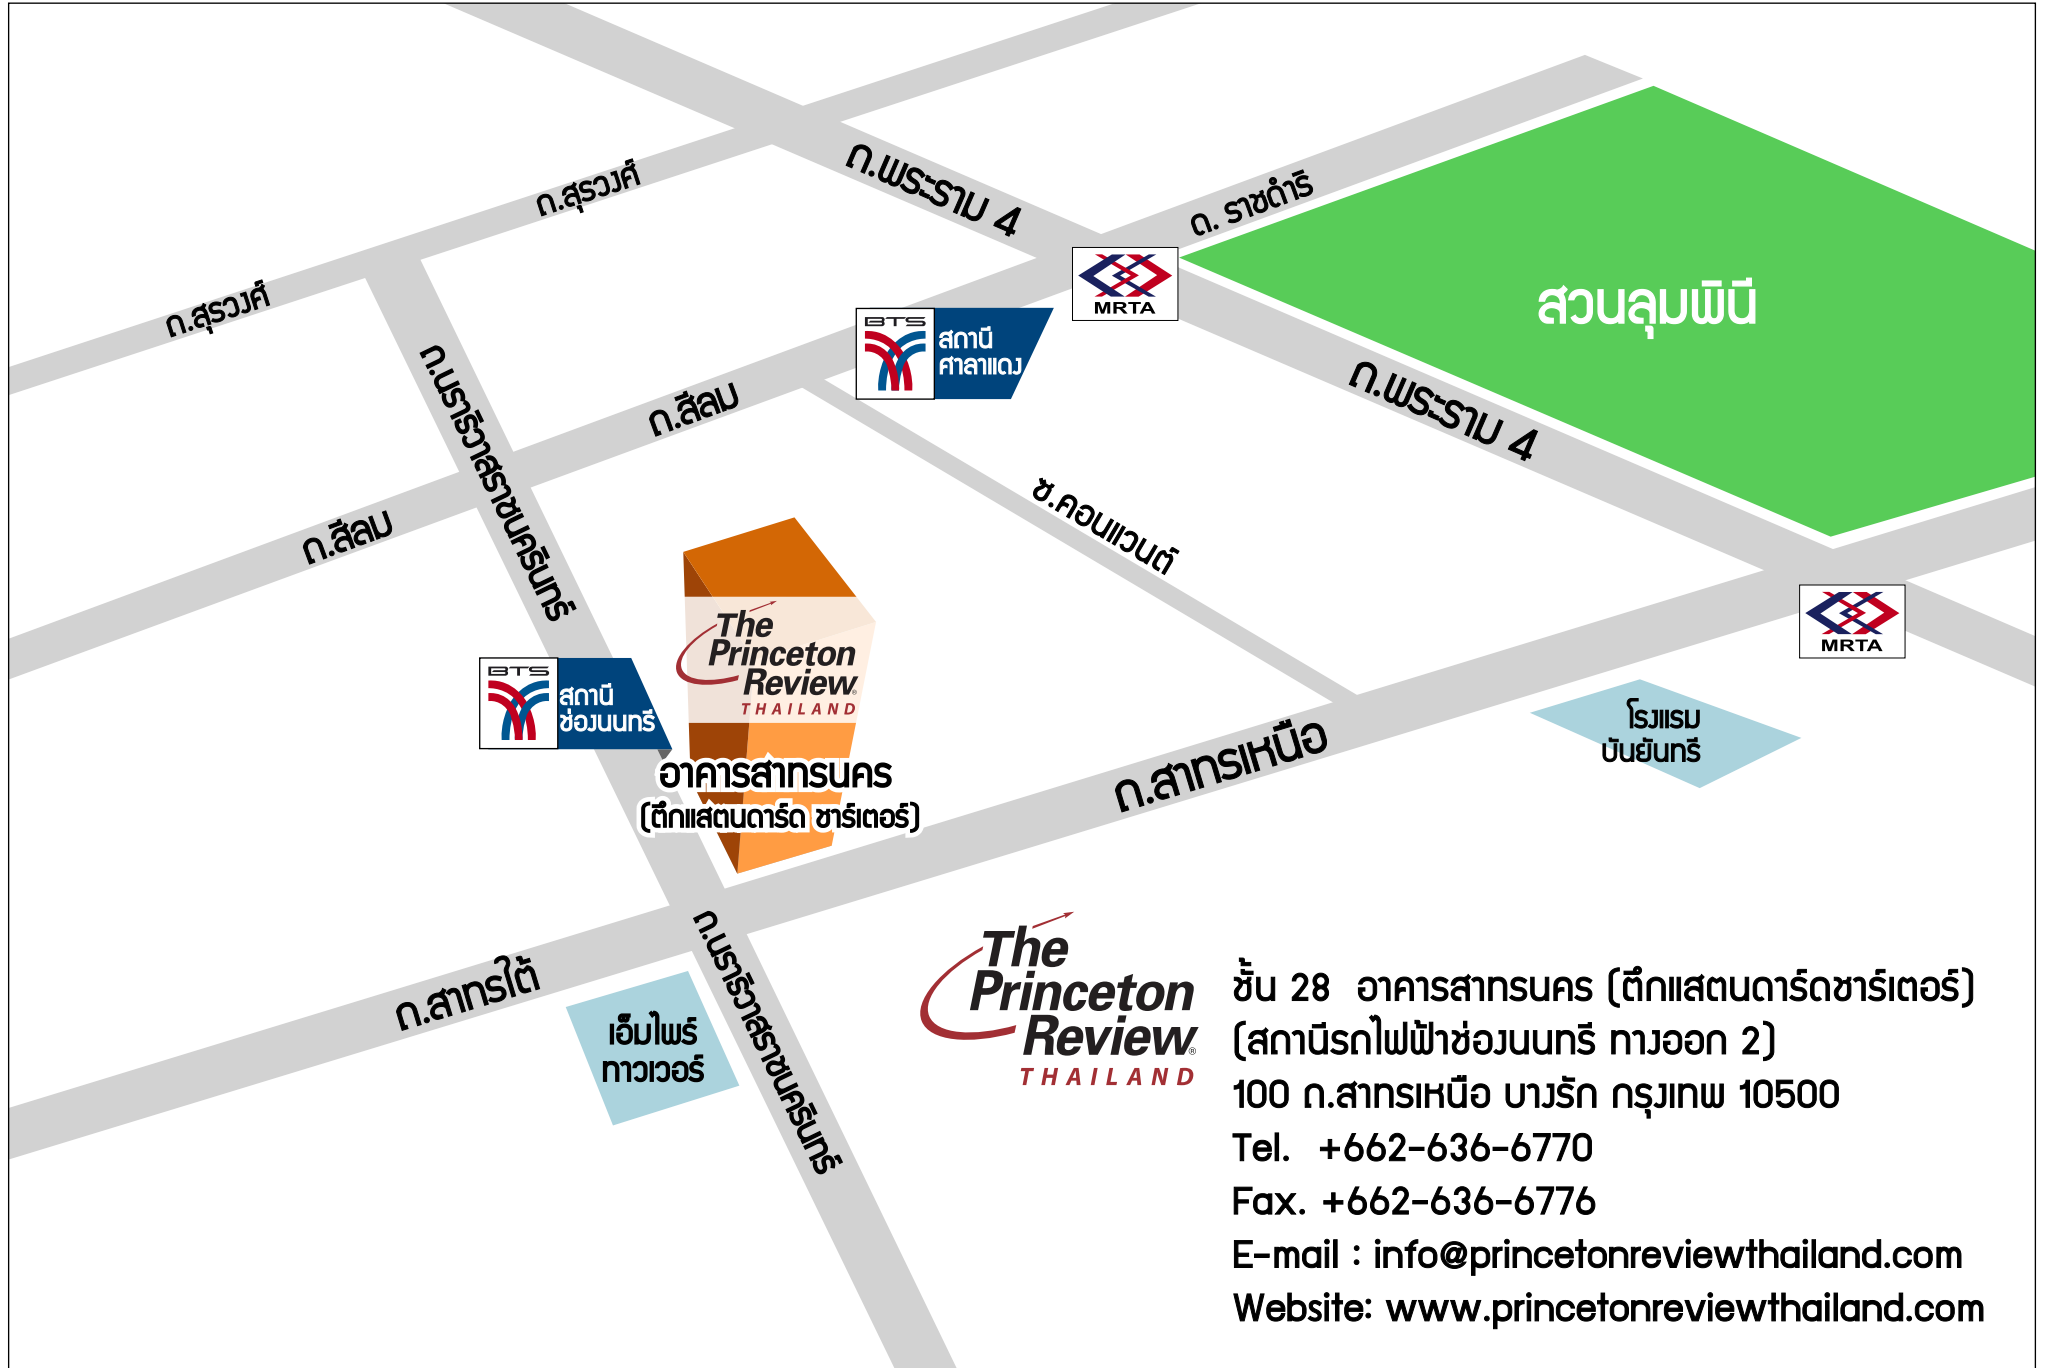 ถ.พระราม 4
ถ.สุรวงศ์
ถ. ราชดำริ
ถ.สุรวงศ์
MRTA
สวนลุมพินี
BTS
สถานี
ศาลาแดง
ถ.นราธิวาสราชนครินทร์
ถ.สีลม
ถ.พระราม 4
ถ.สีลม
ซ.คอนแวนต์
The
Princeton
Review®
THAILAND
MRTA
BTS
สถานี
ช่องนนทรี
โรงแรม
บันยันทรี
อาคารสาทรนคร
(ตึกแสตนดาร์ด ชาร์เตอร์)
ถ.สาทรเหนือ
ถ.สาทรใต้
ถ.นราธิวาสราชนครินทร์
เอ็มไพร์
ทาวเวอร์
The
Princeton
Review®
THAILAND
ชั้น 28 อาคารสาทรนคร (ตึกแสตนดาร์ดชาร์เตอร์)
(สถานีรถไฟฟ้าช่องนนทรี ทางออก 2)
100 ถ.สาทรเหนือ บางรัก กรุงเทพ 10500
Tel. +662-636-6770
Fax. +662-636-6776
E-mail : info@princetonreviewthailand.com
Website: www.princetonreviewthailand.com